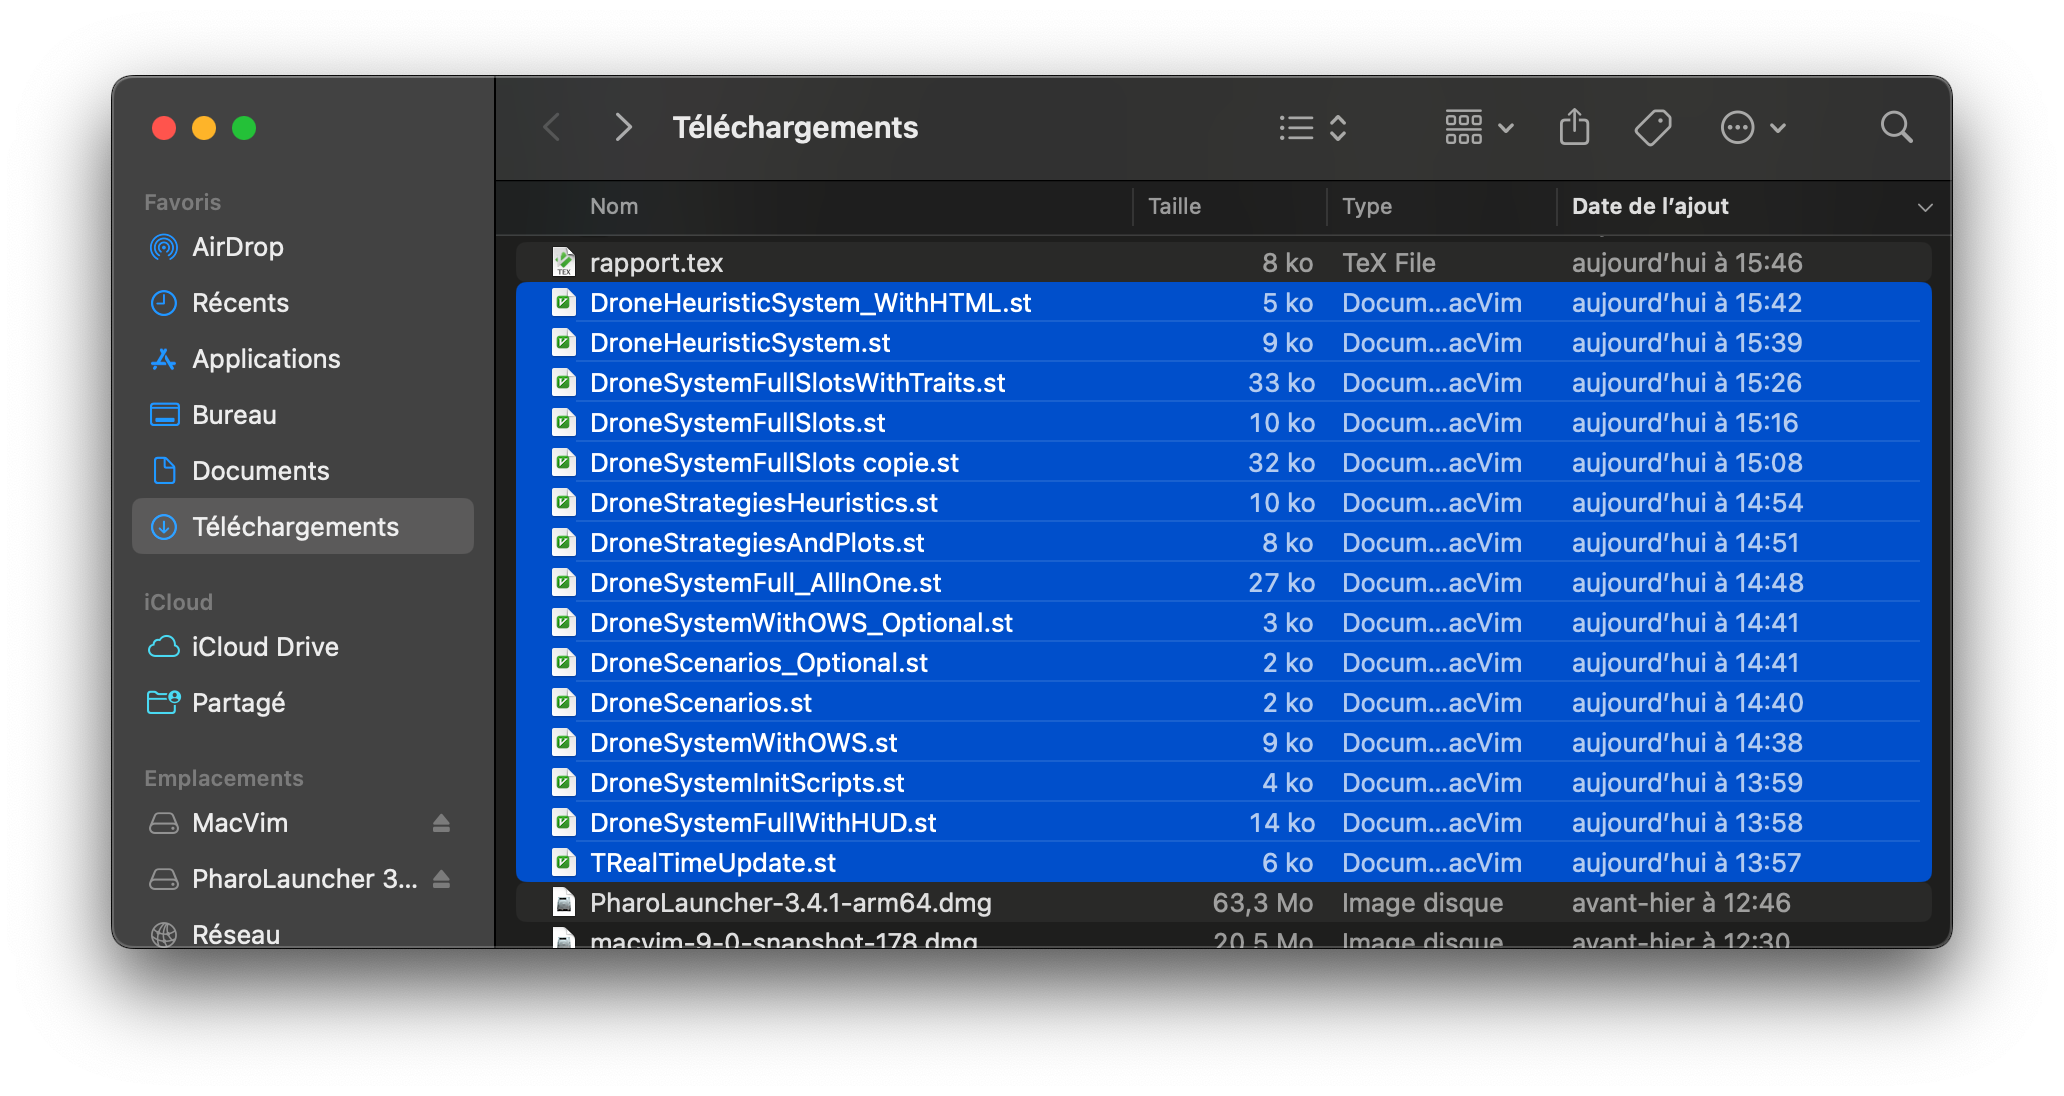 Téléchargements
Favoris
AirDrop
Récents
Applications
Bureau
Documents
Téléchargements
iCloud
iCloud Drive
Partagé
Emplacements
MacVim
PharoLauncher 3...
Réseau
Nom Taille Type Date de l’ajout
TEX rapport.tex 8 ko TeX File aujourd’hui à 15:46
DroneHeuristicSystem_WithHTML.st 5 ko Docum...acVim aujourd’hui à 15:42
DroneHeuristicSystem.st 9 ko Docum...acVim aujourd’hui à 15:39
DroneSystemFullSlotsWithTraits.st 33 ko Docum...acVim aujourd’hui à 15:26
DroneSystemFullSlots.st 10 ko Docum...acVim aujourd’hui à 15:16
DroneSystemFullSlots copie.st 32 ko Docum...acVim aujourd’hui à 15:08
DroneStrategiesHeuristics.st 10 ko Docum...acVim aujourd’hui à 14:54
DroneStrategiesAndPlots.st 8 ko Docum...acVim aujourd’hui à 14:51
DroneSystemFull_AllInOne.st 27 ko Docum...acVim aujourd’hui à 14:48
DroneSystemWithOWS_Optional.st 3 ko Docum...acVim aujourd’hui à 14:41
DroneScenarios_Optional.st 2 ko Docum...acVim aujourd’hui à 14:41
DroneScenarios.st 2 ko Docum...acVim aujourd’hui à 14:40
DroneSystemWithOWS.st 9 ko Docum...acVim aujourd’hui à 14:38
DroneSystemInitScripts.st 4 ko Docum...acVim aujourd’hui à 13:59
DroneSystemFullWithHUD.st 14 ko Docum...acVim aujourd’hui à 13:58
TRealTimeUpdate.st 6 ko Docum...acVim aujourd’hui à 13:57
PharoLauncher-3.4.1-arm64.dmg 63,3 Mo Image disque avant-hier à 12:46
macvim-9-0-snapshot-178.dmg 20,5 Mo Image disque avant-hier à 12:30